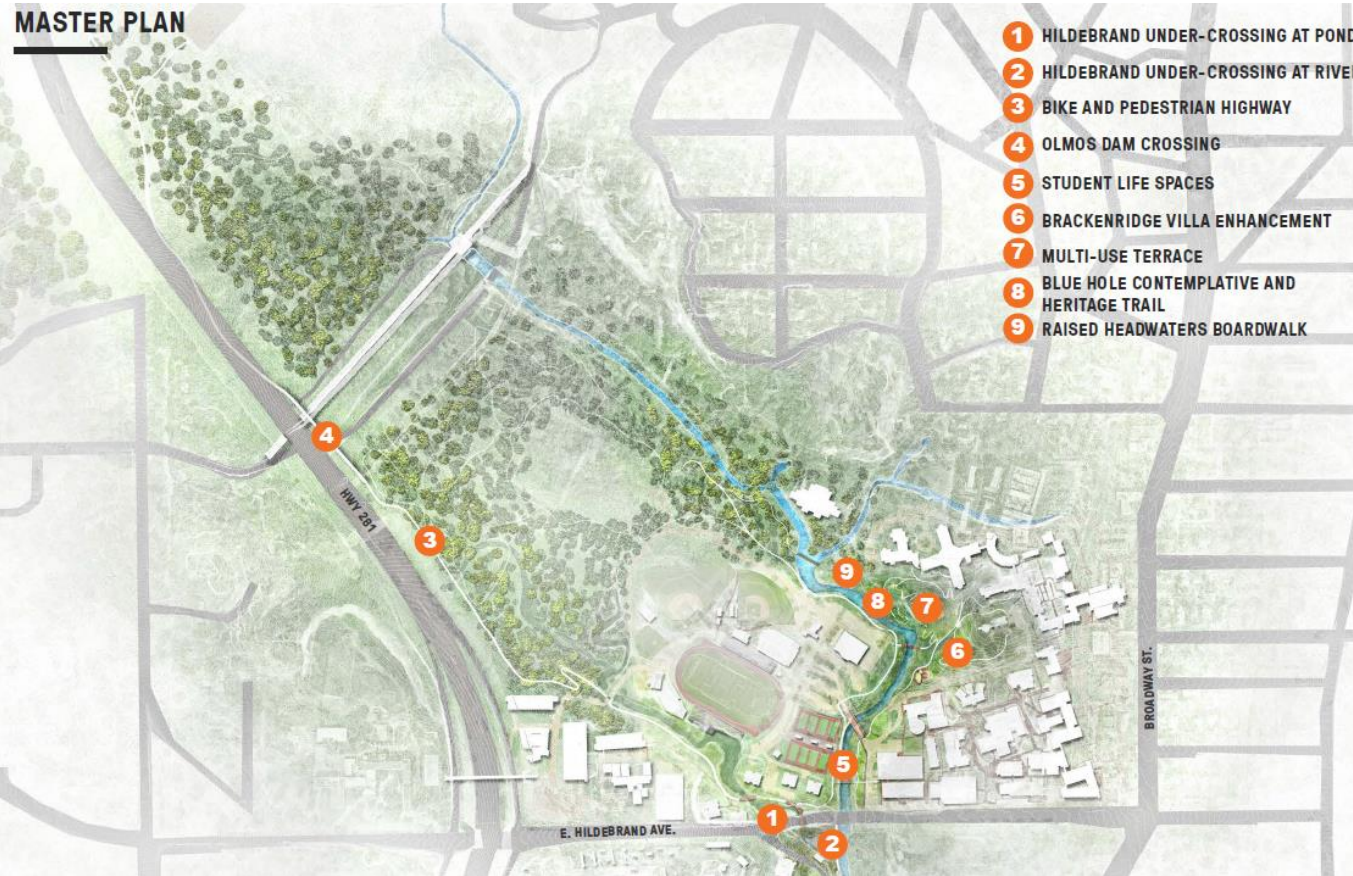 MASTER PLAN
1 HILDEBRAND UNDER-CROSSING AT POND
2 HILDEBRAND UNDER-CROSSING AT RIVER
3 BIKE AND PEDESTRIAN HIGHWAY
4 OLMOS DAM CROSSING
5 STUDENT LIFE SPACES
6 BRACKENRIDGE VILLA ENHANCEMENT
7 MULTI-USE TERRACE
8 BLUE HOLE CONTEMPLATIVE AND
HERITAGE TRAIL
9 RAISED HEADWATERS BOARDWALK
4
HWY 281
3
9
8
7
6
BROADWAY ST.
5
1
E. HILDEBRAND AVE.
2